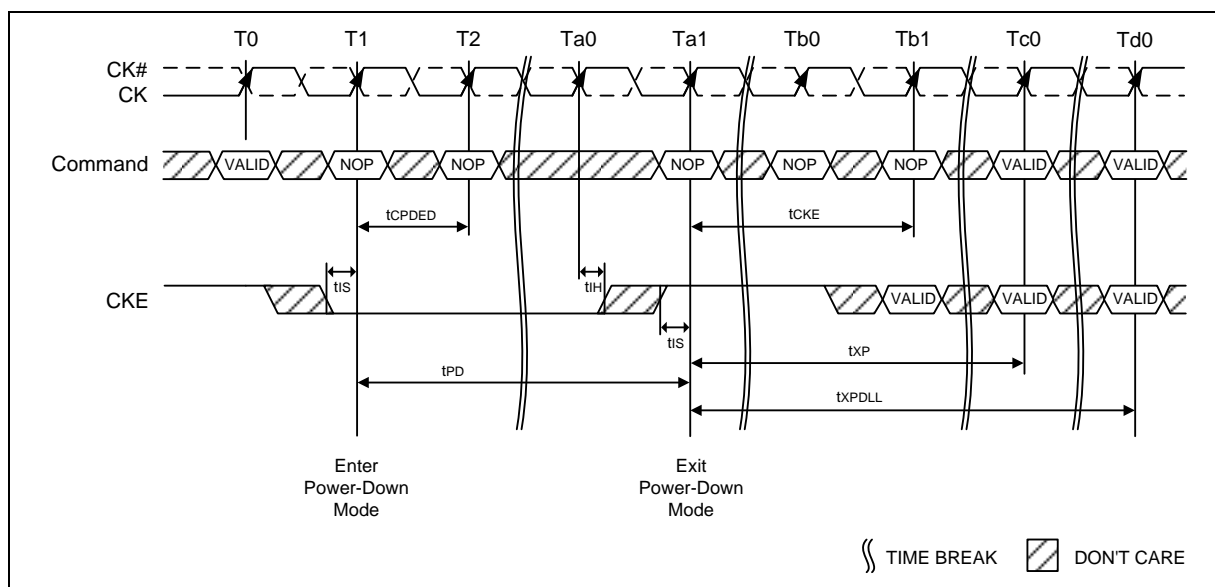 T0 T1 T2 Ta0 Ta1 Tb0 Tb1 Tc0 Td0
CK#
CK
Command VALID NOP NOP NOP NOP NOP VALID VALID
tCPDED tCKE
tIS tIH
CKE VALID VALID VALID
tIS tXP
tPD
tXPDLL
Enter
Power-Down
Mode
Exit
Power-Down
Mode
TIME BREAK DON'T CARE